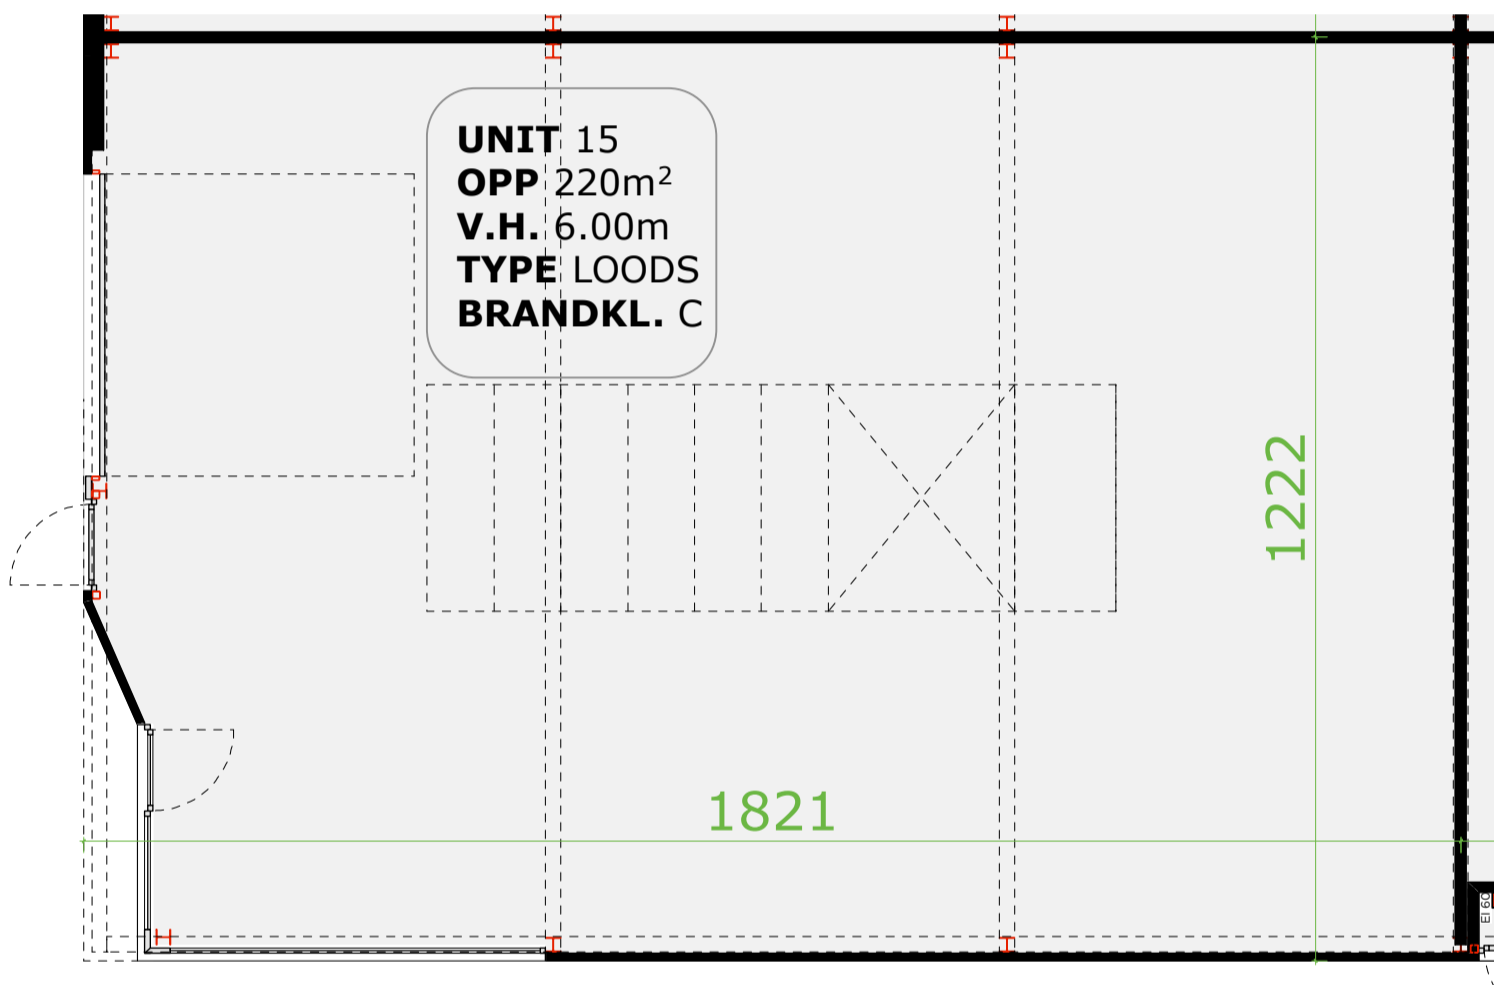 UNIT 15
OPP 220m²
V.H. 6.00m
TYPE LOODS
BRANDKL. C
1222
1821
EI 60